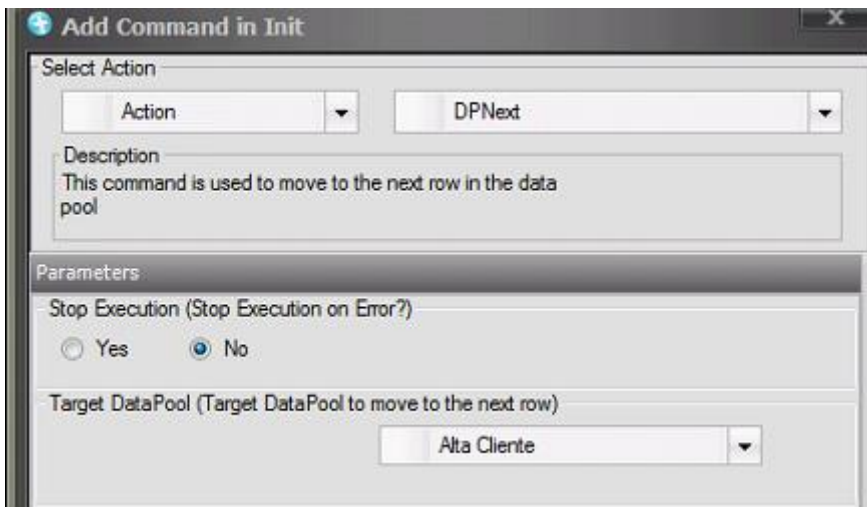 Add Command in Init
Select Action
Action DPNext
Description
This command is used to move to the next row in the data
pool
Parameters
Stop Execution (Stop Execution on Error?)
Yes No
Target DataPool (Target DataPool to move to the next row)
Alta Cliente